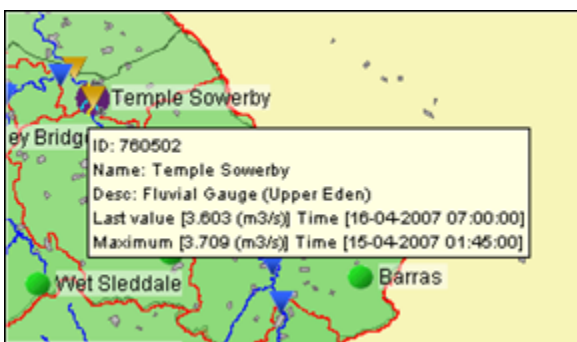 Temple Sowerby
ey Bridg
ID: 760502
Name: Temple Sowerby
Desc: Fluvial Gauge (Upper Eden)
Last value [3.603 (m3/s)] Time [16-04-2007 07:00:00]
Maximum [3.709 (m3/s)] Time [15-04-2007 01:45:00]
Wet Sleddale
Barras